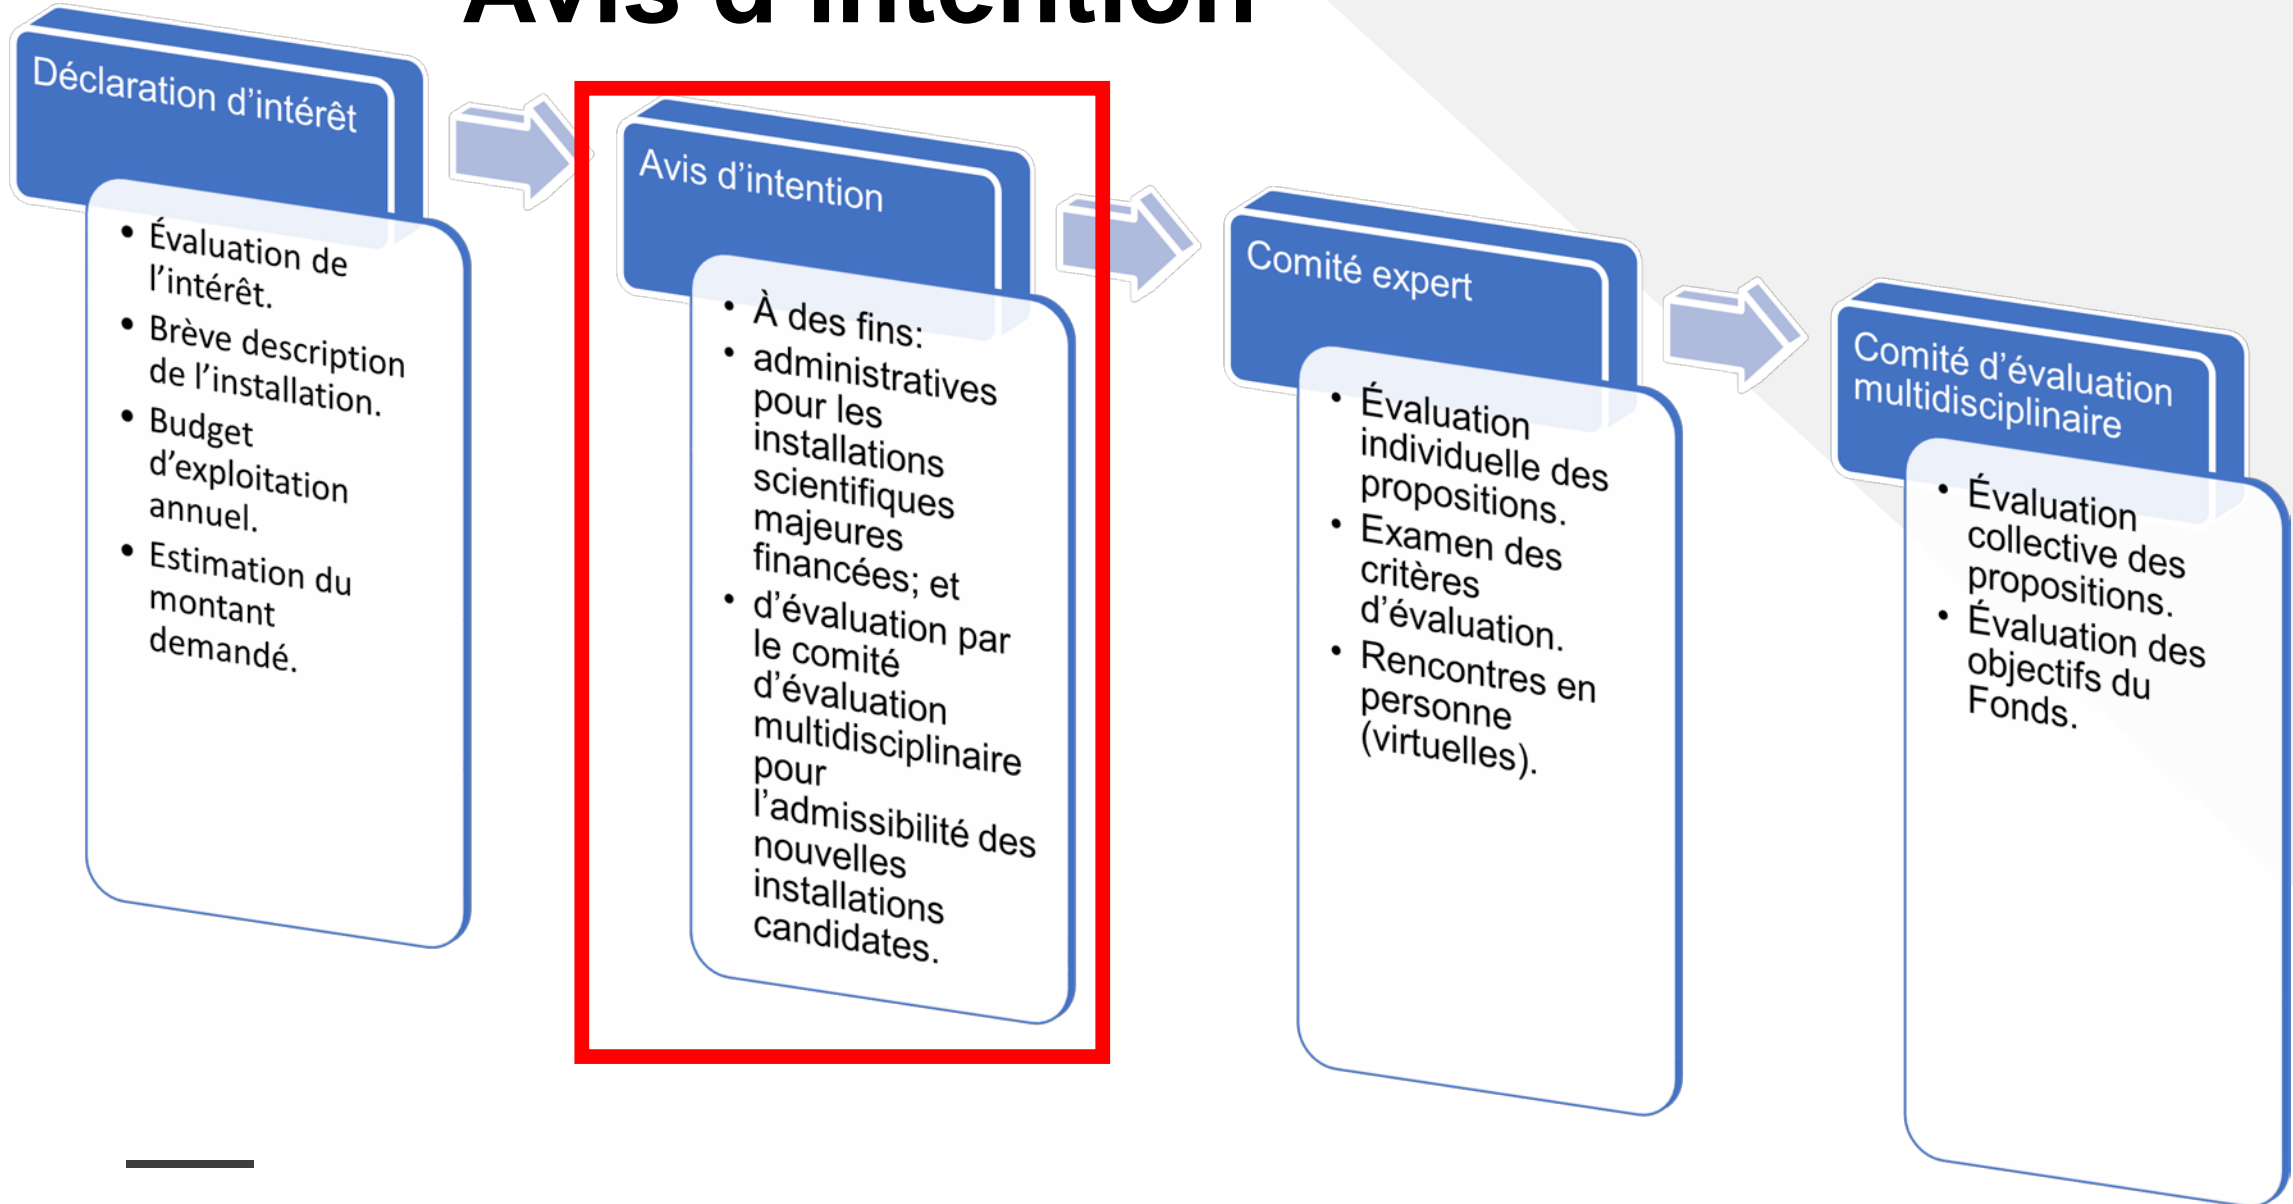 Avis d'intention
Déclaration d'intérêt
• Évaluation de
l'intérêt.
• Brève description
de l'installation.
• Budget
d'exploitation
annuel.
• Estimation du
montant
demandé.
Avis d'intention
• À des fins:
• administratives
pour les
installations
scientifiques
majeures
financées; et
• d'évaluation par
le comité
d'évaluation
multidisciplinaire
pour
l'admissibilité des
nouvelles
installations
candidates.
Comité expert
• Évaluation
individuelle des
propositions.
• Examen des
critères
d'évaluation.
• Rencontres en
personne
(virtuelles).
Comité d'évaluation
multidisciplinaire
• Évaluation
collective des
propositions.
• Évaluation des
objectifs du
Fonds.